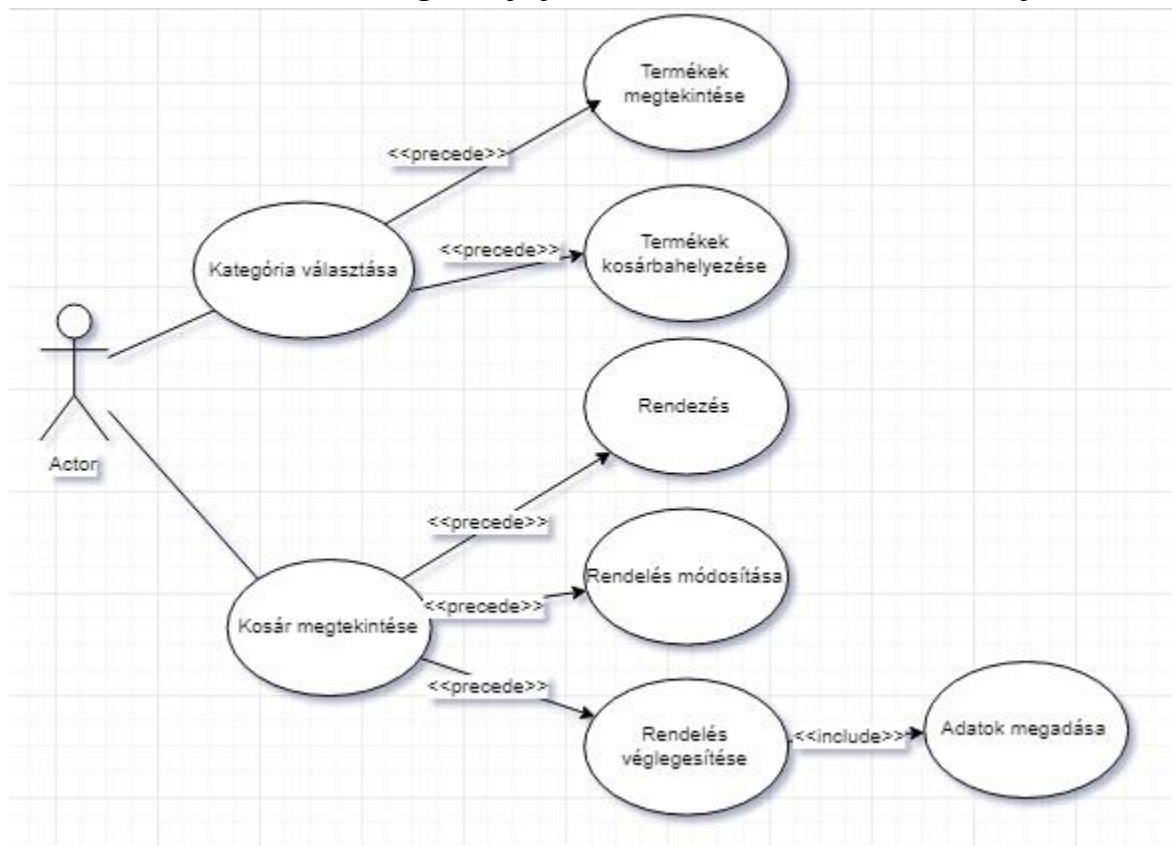 Termékek
megtekintése
<<precede>>
<<precede>>
Termékek
kosárbahelyezése
Kategória választása
Rendezés
Actor
<<precede>>
Rendelés módosítása
<<precede>>
Kosár megtekintése
<<precede>>
Rendelés
véglegesítése
<<include>>
Adatok megadása